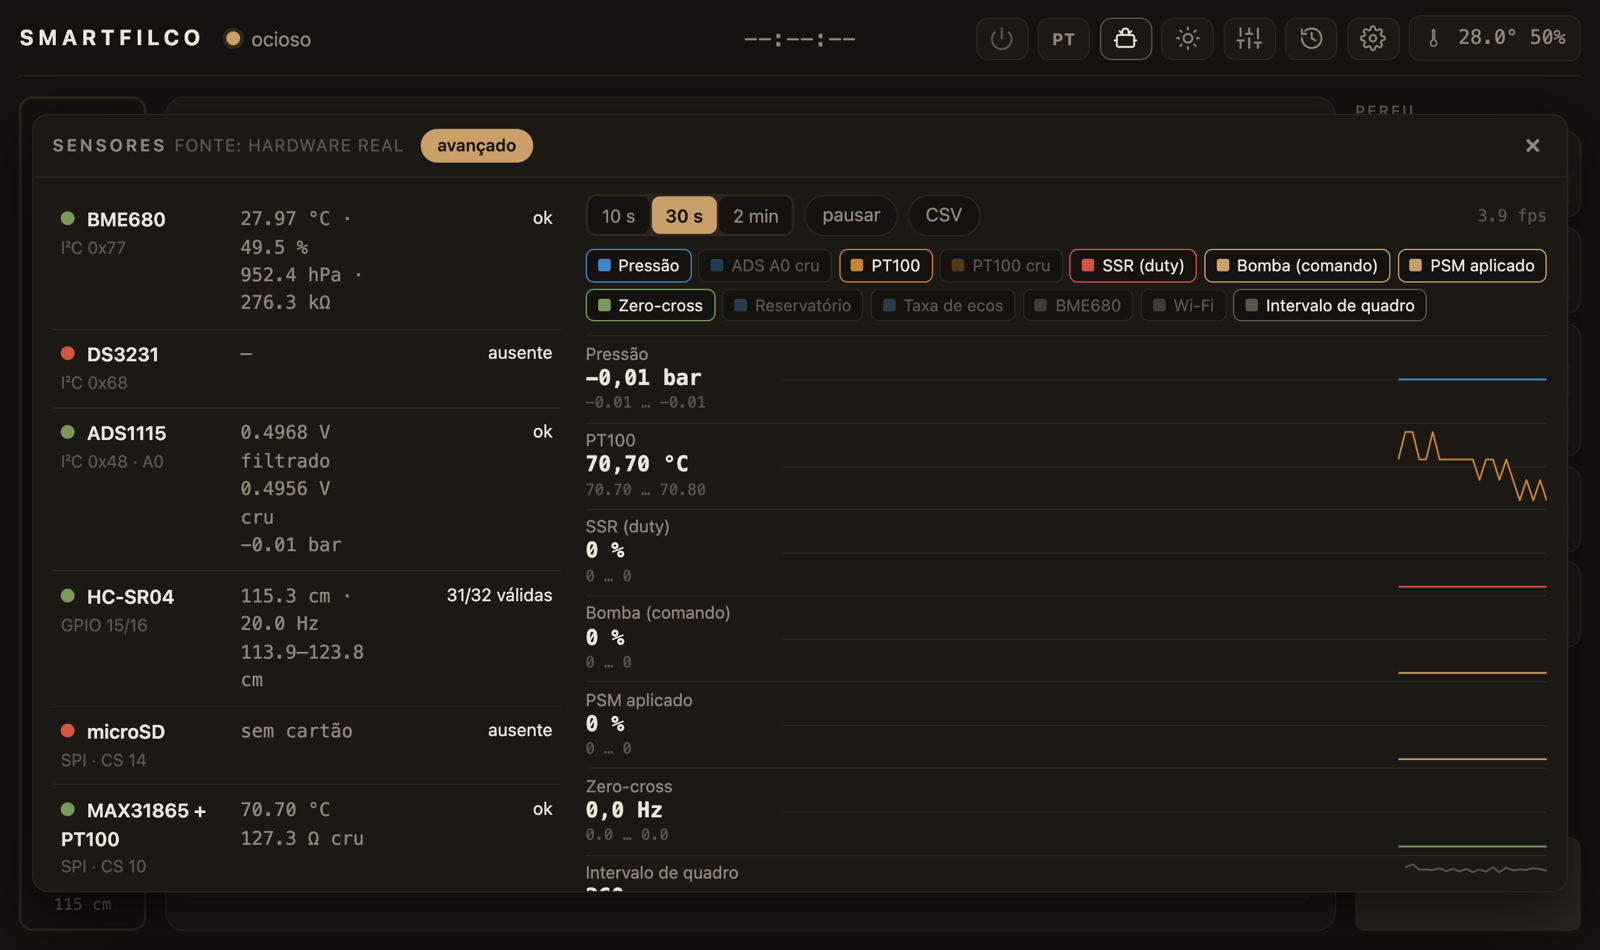 SMARTFILCO
ocioso
--:--:--
PT
28.0° 50%
PERFIL
SENSORES FONTE: HARDWARE REAL
avançado
×
BME680
I²C 0x77
27.97 °C ·
49.5 %
952.4 hPa ·
276.3 kΩ
ok
DS3231
I²C 0x68
—
ausente
ADS1115
I²C 0x48 · A0
0.4968 V
filtrado
0.4956 V
cru
−0.01 bar
ok
HC-SR04
GPIO 15/16
115.3 cm ·
20.0 Hz
113.9–123.8
cm
31/32 válidas
microSD
SPI · CS 14
sem cartão
ausente
MAX31865 +
PT100
SPI · CS 10
70.70 °C
127.3 Ω cru
ok
10 s
30 s
2 min
pausar
CSV
3.9 fps
Pressão
ADS A0 cru
PT100
PT100 cru
SSR (duty)
Bomba (comando)
PSM aplicado
Zero-cross
Reservatório
Taxa de ecos
BME680
Wi-Fi
Intervalo de quadro
Pressão
−0,01 bar
−0.01 … −0.01
PT100
70,70 °C
70.70 … 70.80
SSR (duty)
0 %
0 … 0
Bomba (comando)
0 %
0 … 0
PSM aplicado
0 %
0 … 0
Zero-cross
0,0 Hz
0.0 … 0.0
Intervalo de quadro
115 cm